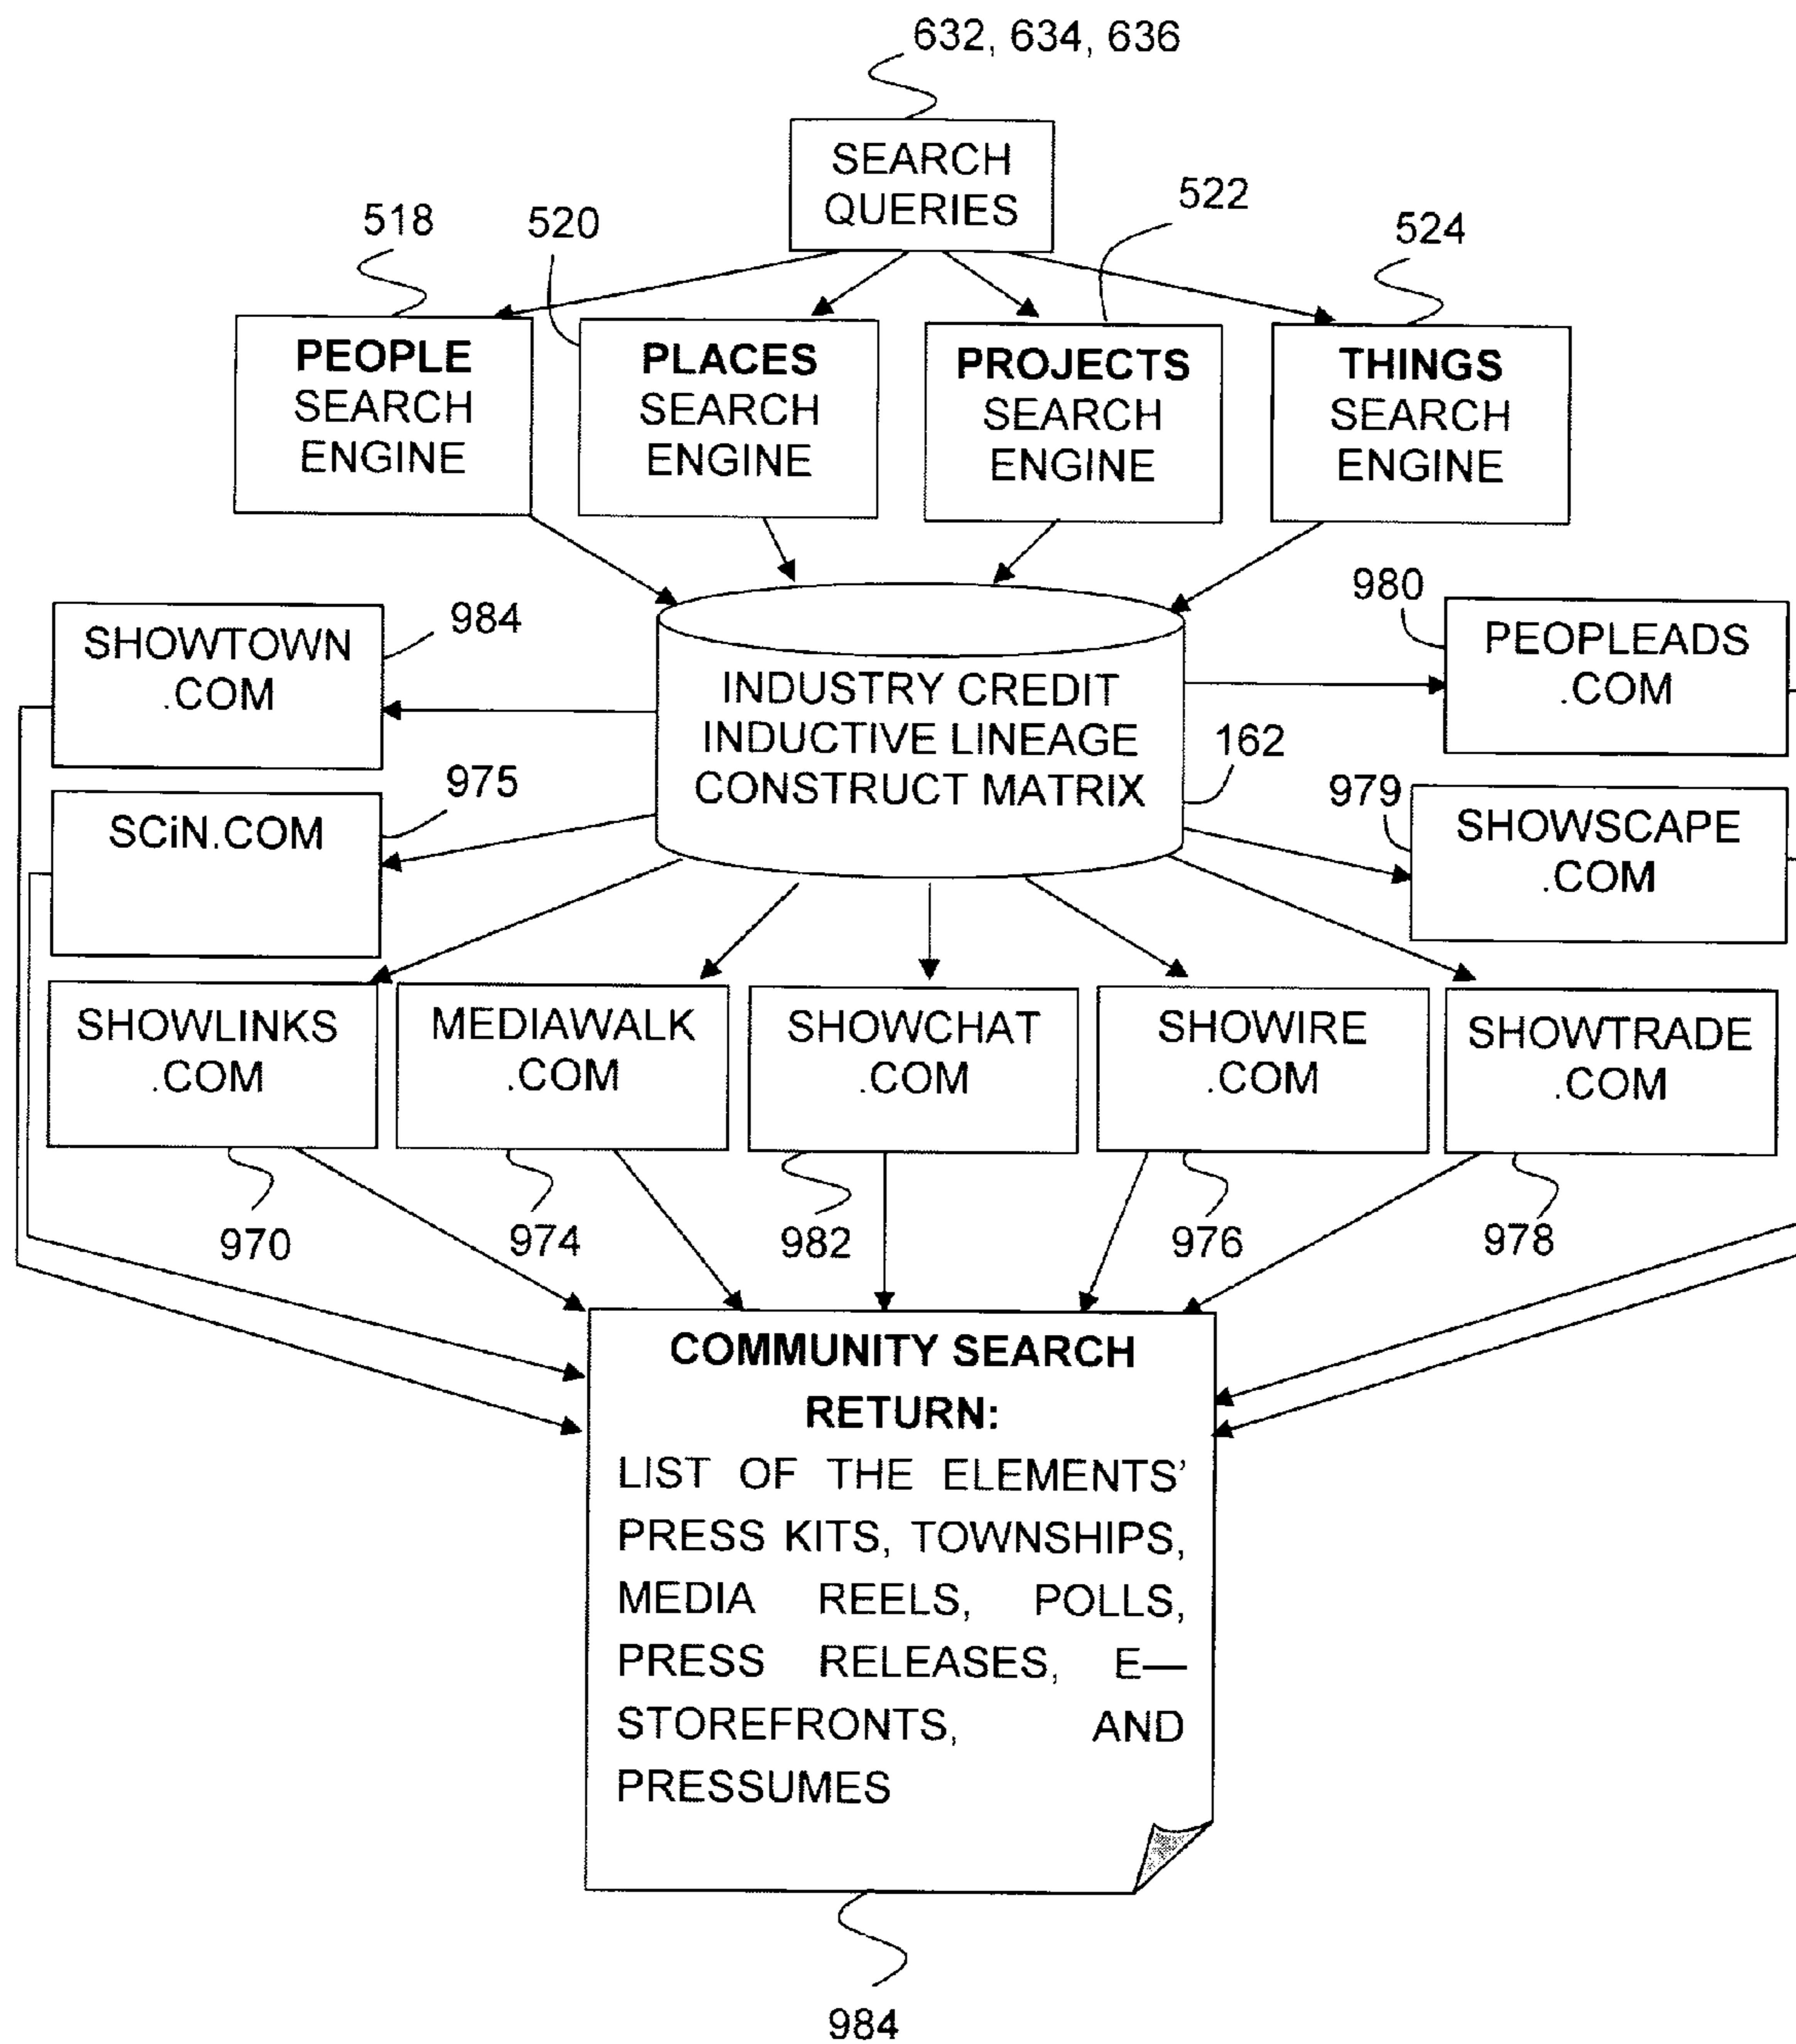 632, 634, 636
SEARCH
QUERIES
518
520
522
524
PEOPLE
SEARCH
ENGINE
PLACES
SEARCH
ENGINE
PROJECTS
SEARCH
ENGINE
THINGS
SEARCH
ENGINE
SHOWTOWN
.COM
984
INDUSTRY CREDIT
INDUCTIVE LINEAGE
CONSTRUCT MATRIX
162
980
PEOPLEADS
.COM
SCiN.COM
975
979
SHOWSCAPE
.COM
SHOWLINKS
.COM
MEDIAWALK
.COM
SHOWCHAT
.COM
SHOWIRE
.COM
SHOWTRADE
.COM
970
974
982
976
978
COMMUNITY SEARCH
RETURN:
LIST OF THE ELEMENTS’
PRESS KITS, TOWNSHIPS,
MEDIA REELS, POLLS,
PRESS RELEASES, E—
STOREFRONTS, AND
PRESSUMES
984